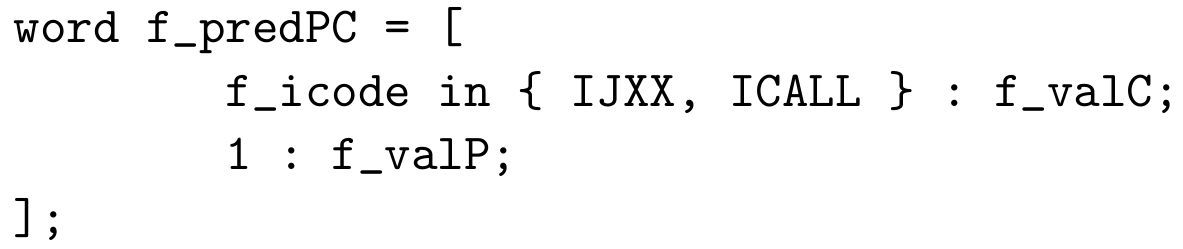 word f_predPC = [
        f_icode in { IJXX, ICALL } : f_valC;
        1 : f_valP;
];